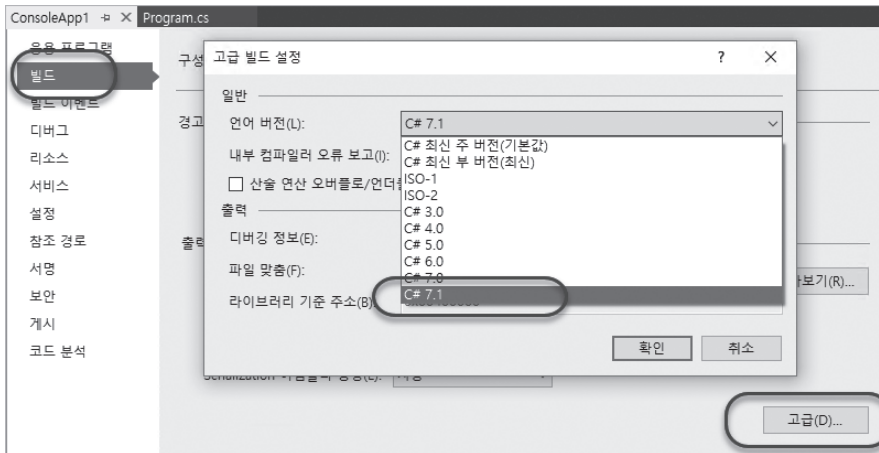 ConsoleApp1
Program.cs
응용 프로그램
빌드
빌드 이벤트
디버그
리소스
서비스
설정
참조 경로
서명
보안
게시
코드 분석
구성
경고
출력
고급 빌드 설정
? ×
일반
언어 버전(L):
C# 7.1
내부 컴파일러 오류 보고(I):
C# 최신 주 버전(기본값)
C# 최신 부 버전(최신)
산술 연산 오버플로/언더
ISO-1
ISO-2
출력
C# 3.0
C# 4.0
디버깅 정보(E):
C# 5.0
C# 6.0
파일 맞춤(F):
C# 7.0
C# 7.1
라이브러리 기준 주소(B):
확인
취소
보기(R)...
고급(D)...